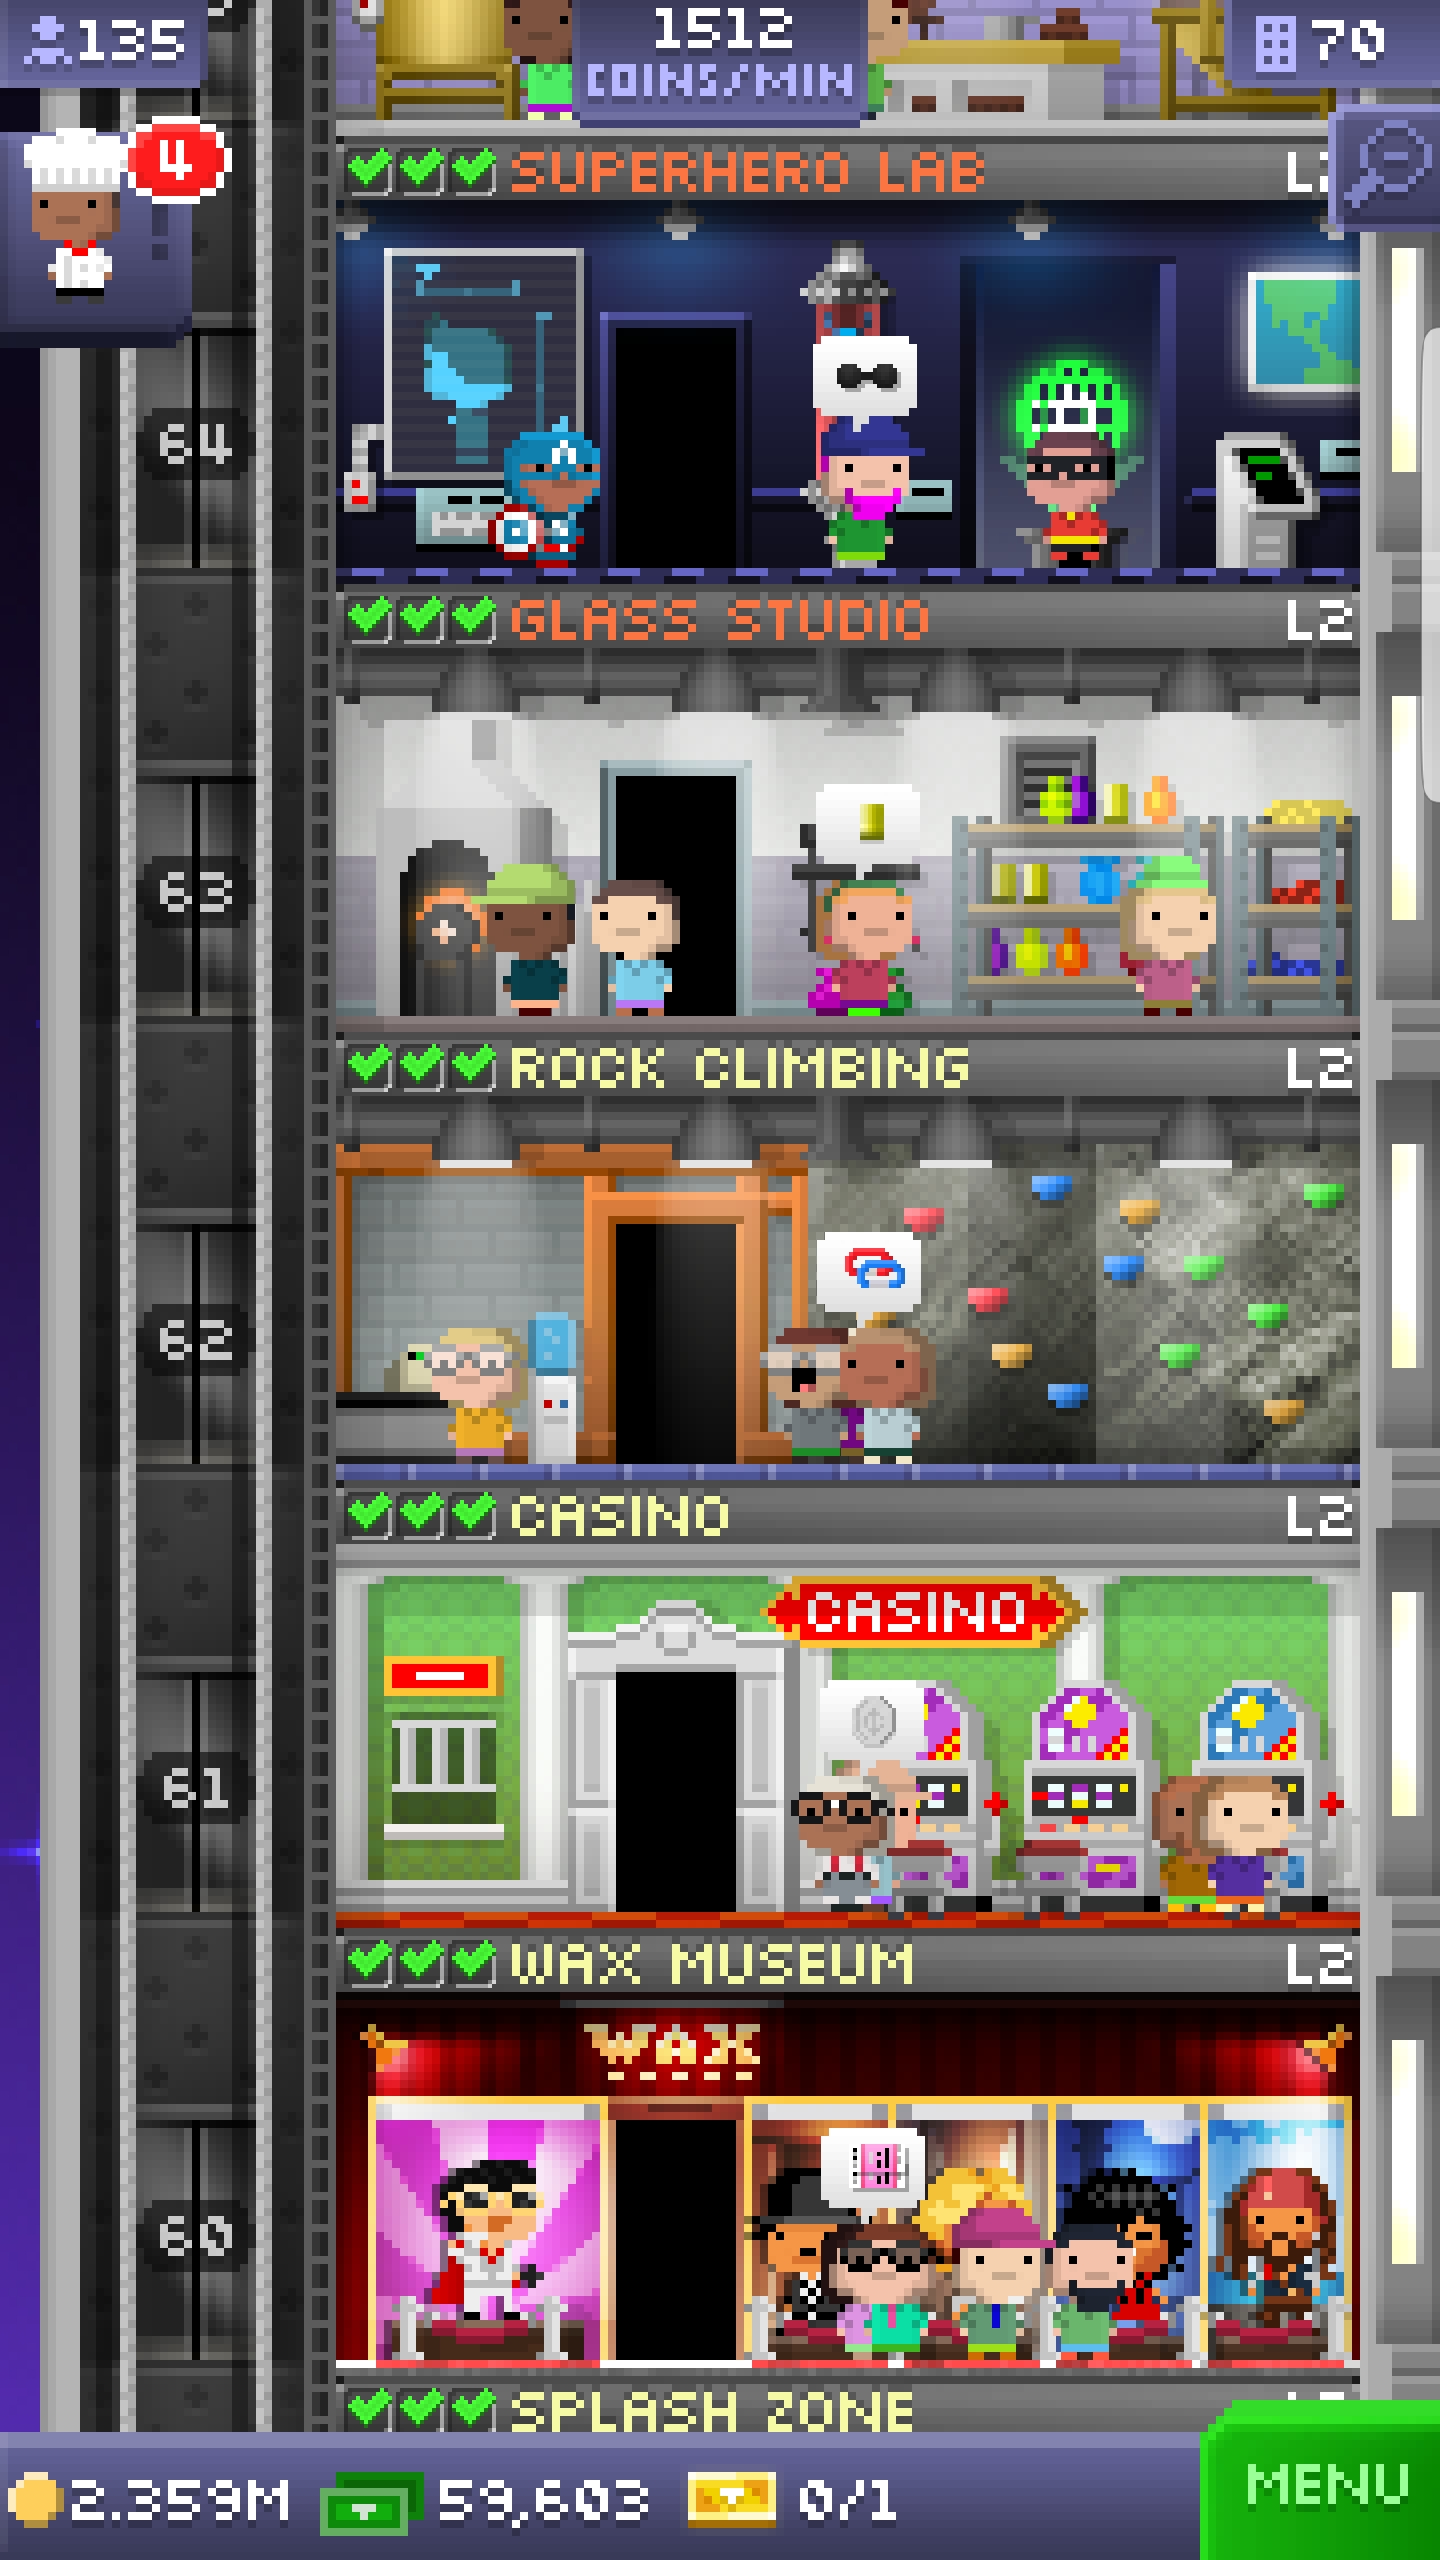 135
1512
COINS/MIN
70
4
SUPERHERO LAB
64
GLASS STUDIO L2
63
ROCK CLIMBING L2
62
CASINO L2
CASINO
61
WAX MUSEUM L2
WAX
60
SPLASH ZONE
2.359M 59,603 0/1
MENU